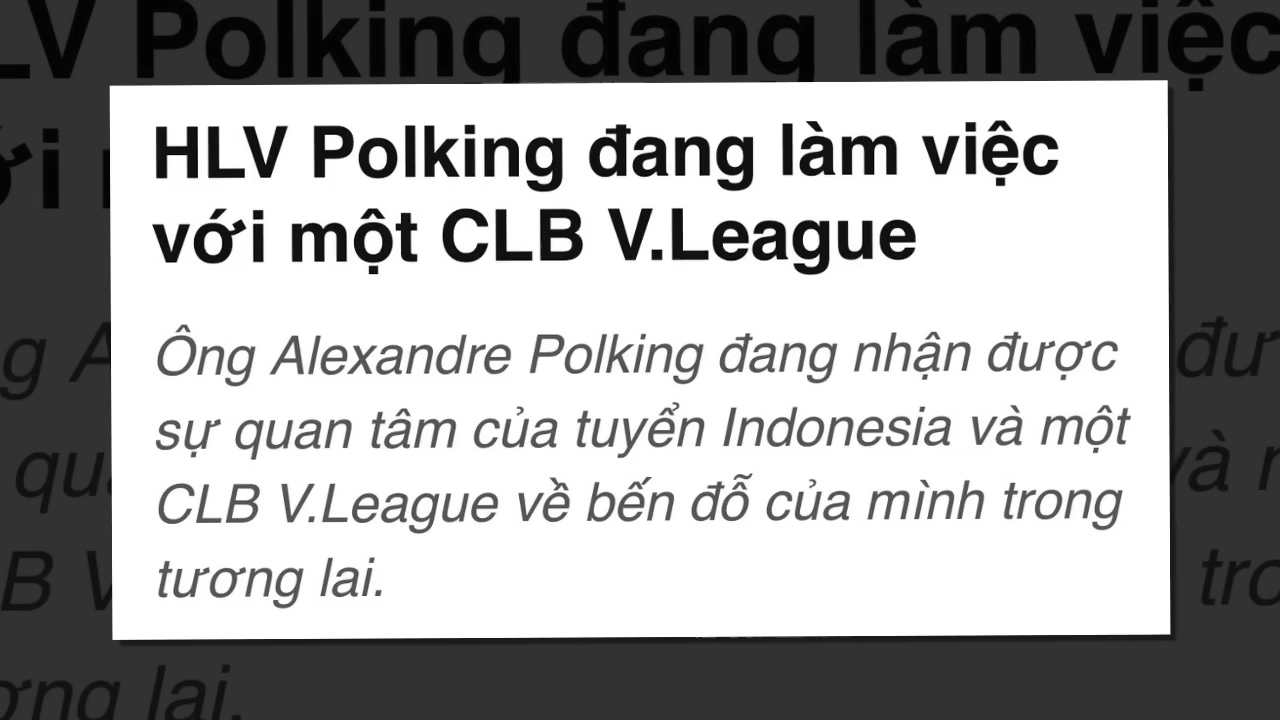 HLV Polking đang làm việc
với một CLB V.League
Ông Alexandre Polking đang nhận được
sự quan tâm của tuyển Indonesia và một
CLB V.League về bến đỗ của mình trong
tương lai.